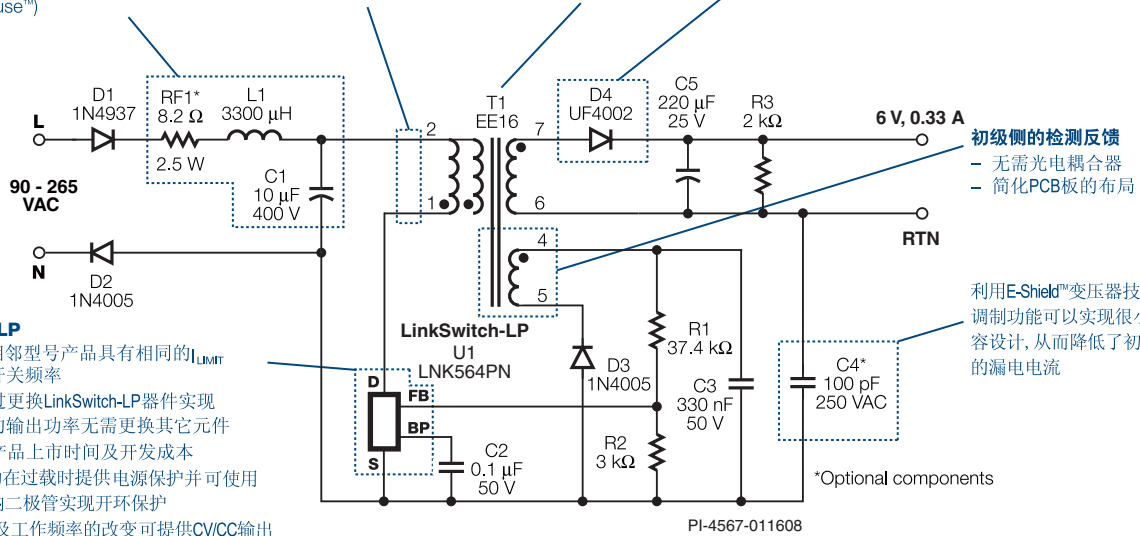 use™)
D1
1N4937
RF1*
8.2 Ω
2.5 W
L1
3300 μH
C1
10 μF
400 V
L
90 - 265
VAC
N
D2
1N4005
T1
EE16
2
1
7
6
4
5
D4
UF4002
C5
220 μF
25 V
R3
2 kΩ
6 V, 0.33 A
RTN
初级侧的检测反馈
– 无需光电耦合器
– 简化PCB板的布局
利用E-Shield™变压器技
调制功能可以实现很
容设计, 从而降低了初
的漏电电流
LP
相邻型号产品具有相同的ILIMIT
开关频率
过更换LinkSwitch-LP器件实现
的输出功率无需更换其它元件
产品上市时间及开发成本
在过载时提供电源保护并可使用
二极管实现开环保护
及工作频率的改变可提供CV/CC输出
LinkSwitch-LP
U1
LNK564PN
D
FB
BP
S
C2
0.1 μF
50 V
D3
1N4005
R1
37.4 kΩ
R2
3 kΩ
C3
330 nF
50 V
C4*
100 pF
250 VAC
*Optional components
PI-4567-011608